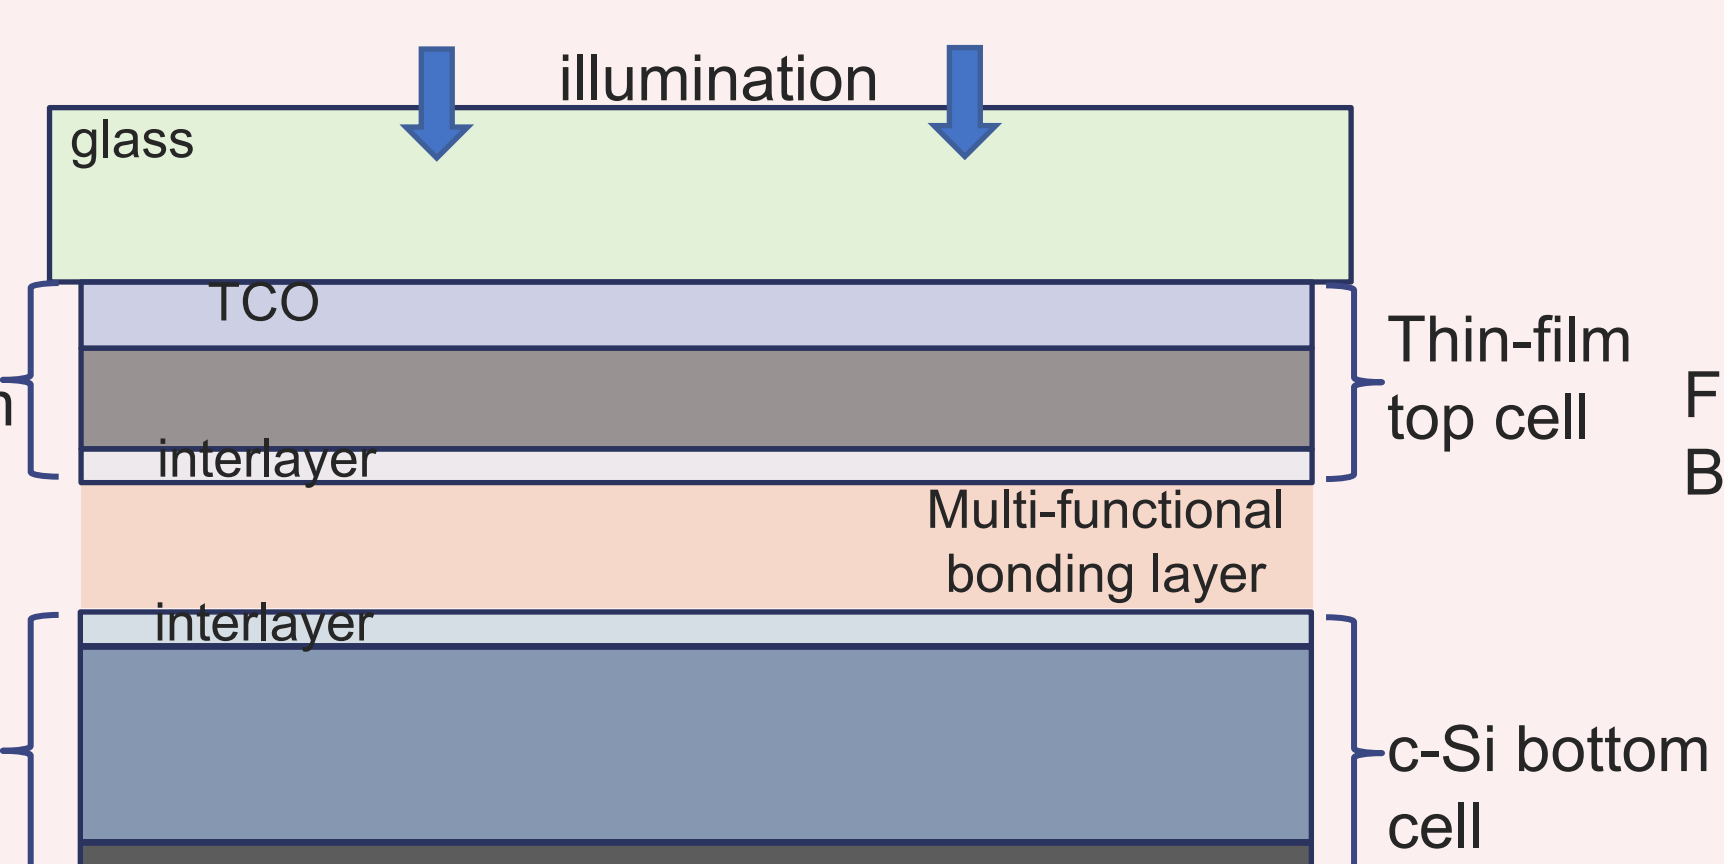 illumination
glass
TCO
Thin-film
top cell
interlayer
Multi-functional
bonding layer
interlayer
c-Si bottom
cell